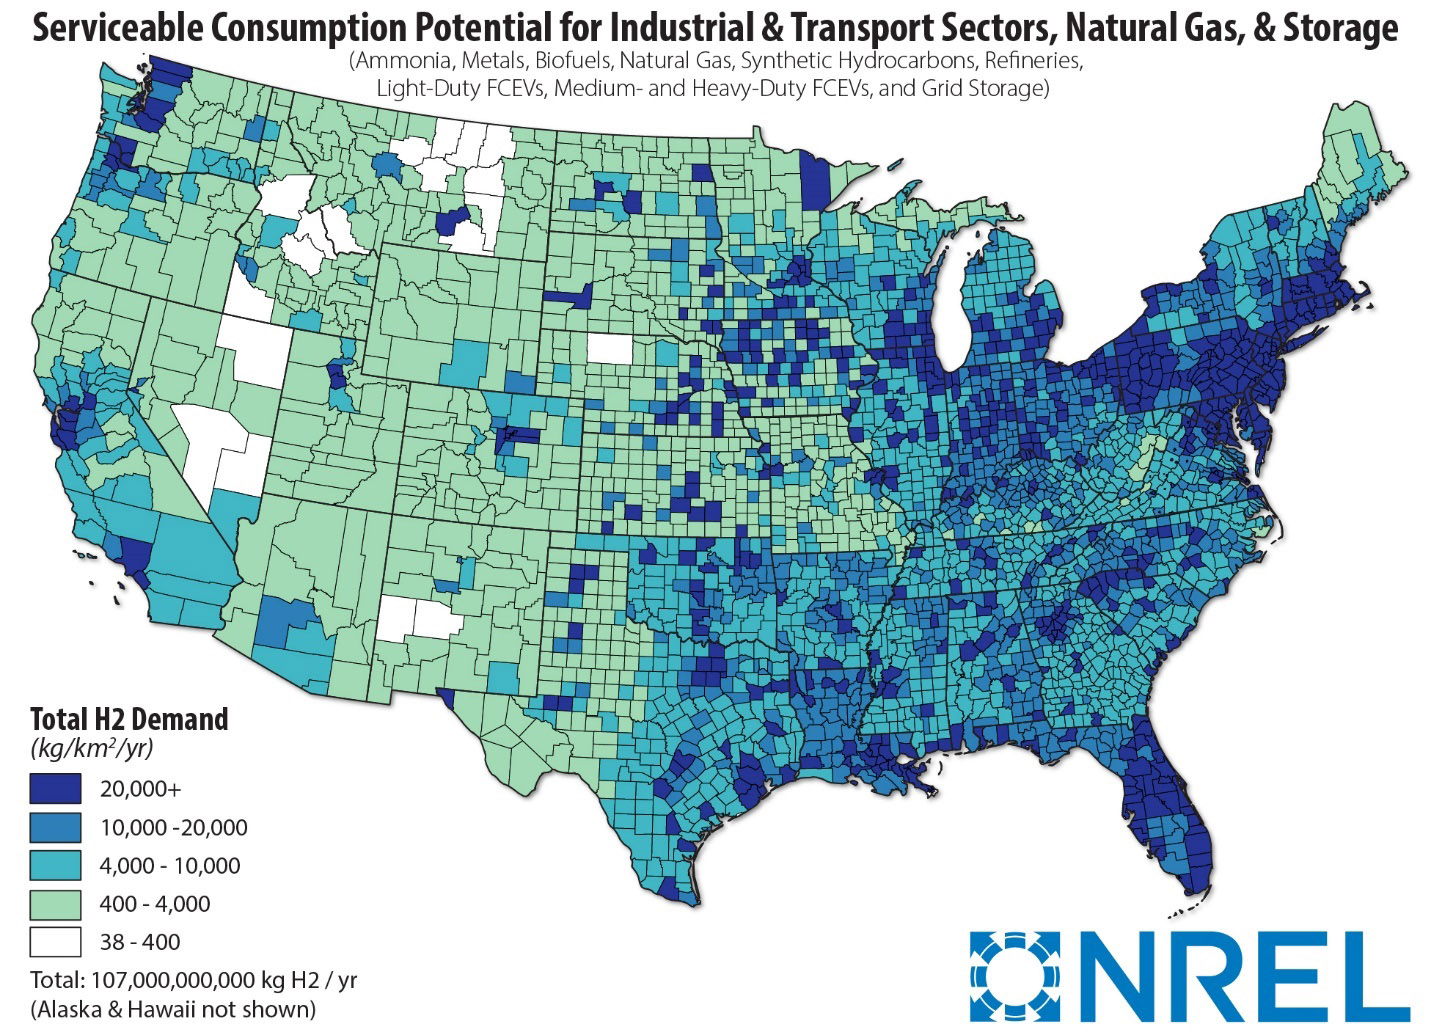 Serviceable Consumption Potential for Industrial & Transport Sectors, Natural Gas, & Storage
(Ammonia, Metals, Biofuels, Natural Gas, Synthetic Hydrocarbons, Refineries,
Light-Duty FCEVs, Medium- and Heavy-Duty FCEVs, and Grid Storage)
Total H2 Demand
(kg/km²/yr)
20,000+
10,000 -20,000
4,000 - 10,000
400 - 4,000
38 - 400
Total: 107,000,000,000 kg H2 / yr
(Alaska & Hawaii not shown)
NREL